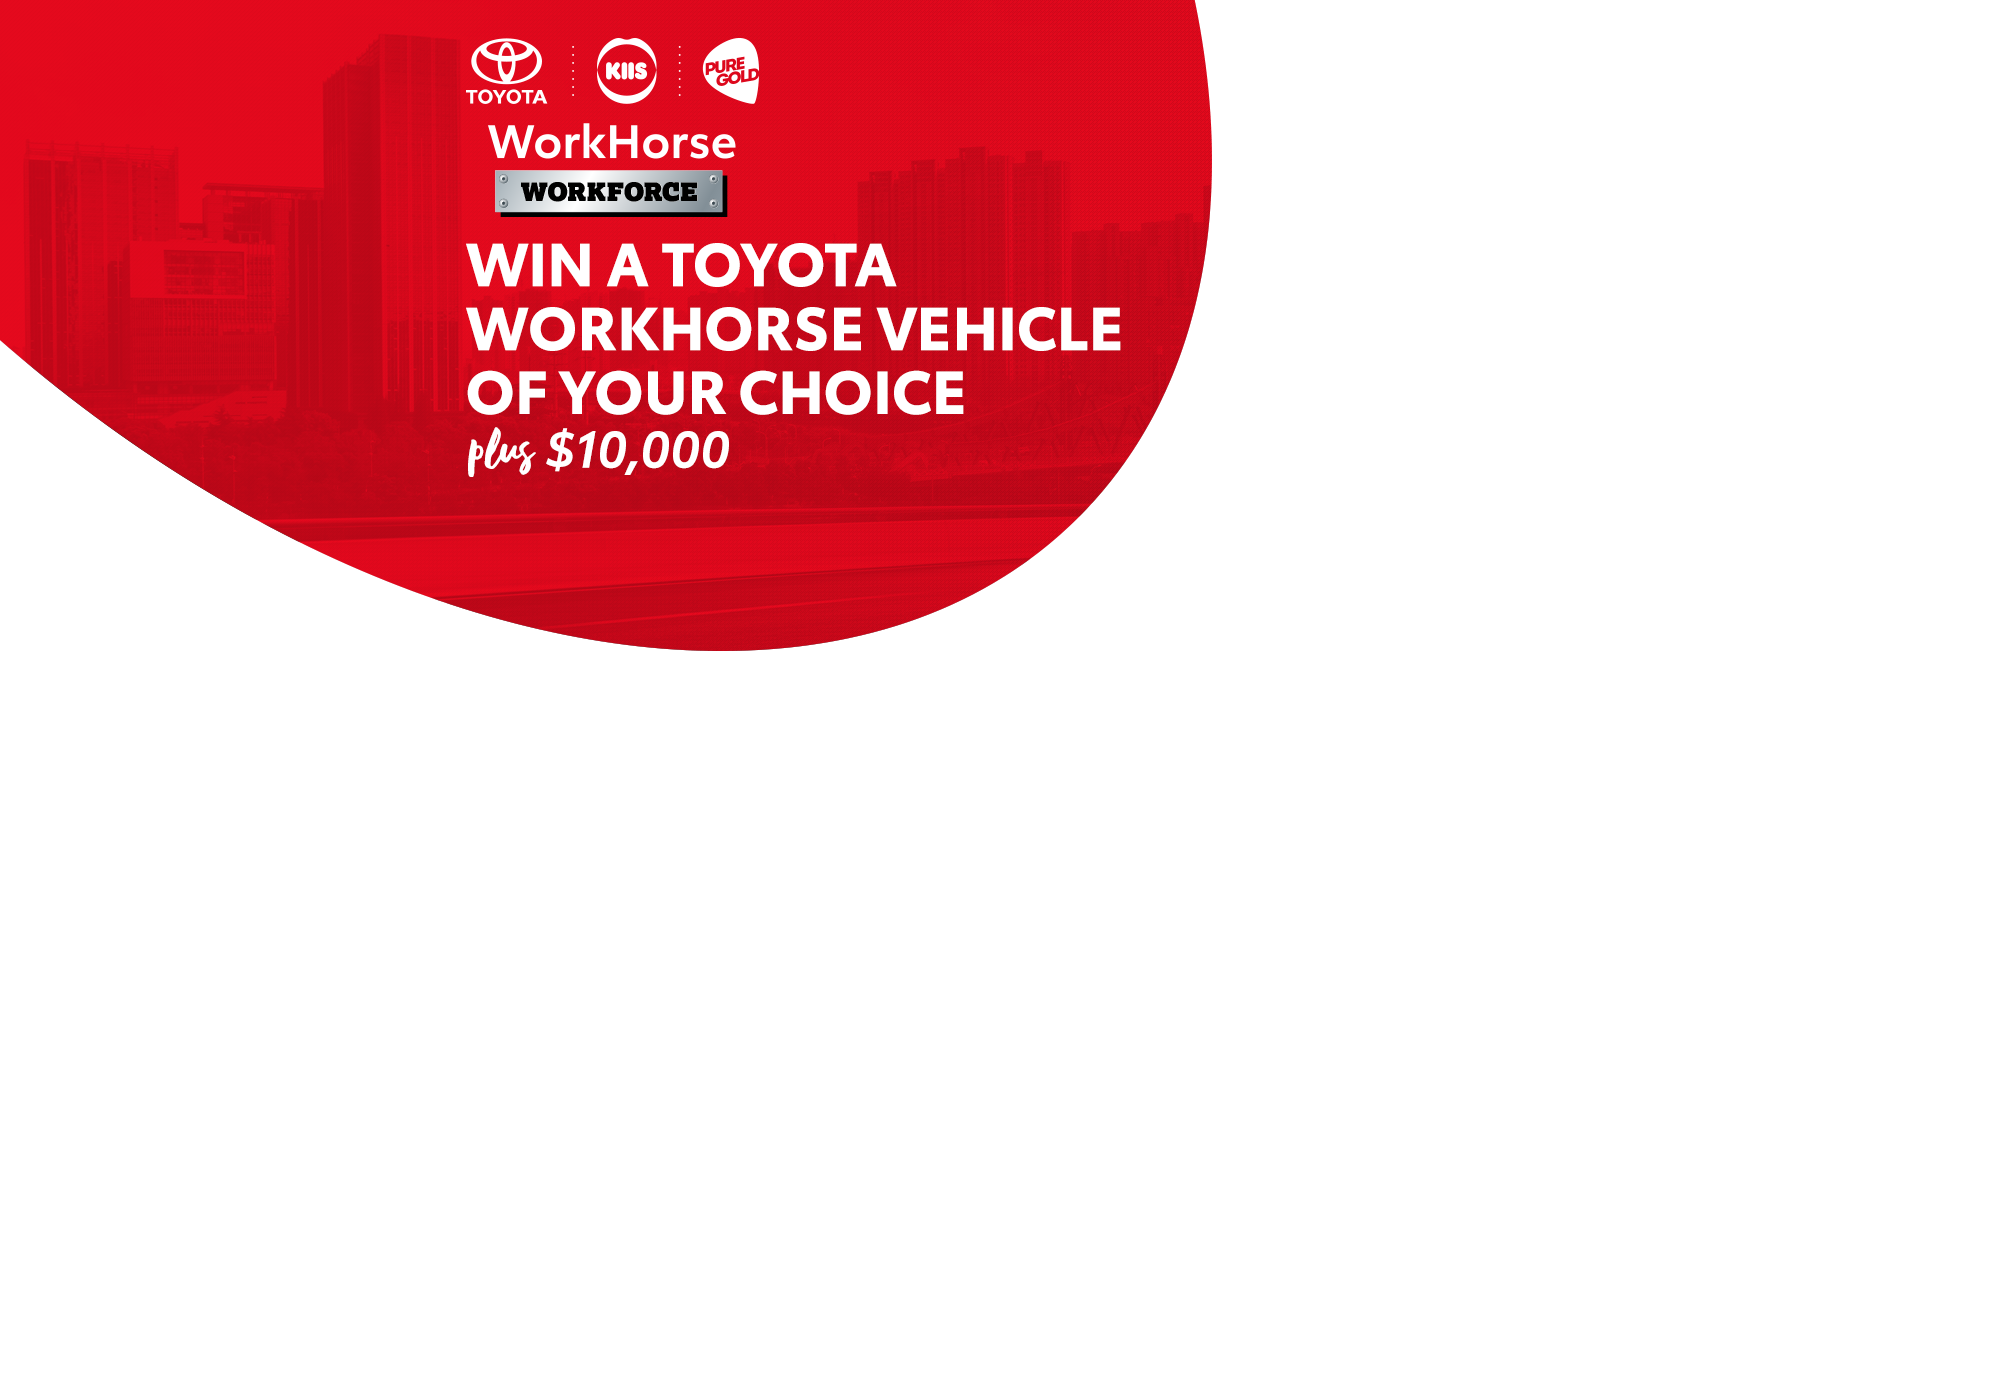 TOYOTA
KIIS
PURE
GOLD
WorkHorse
WORKFORCE
WIN A TOYOTA
WORKHORSE VEHICLE
OF YOUR CHOICE
plus $10,000